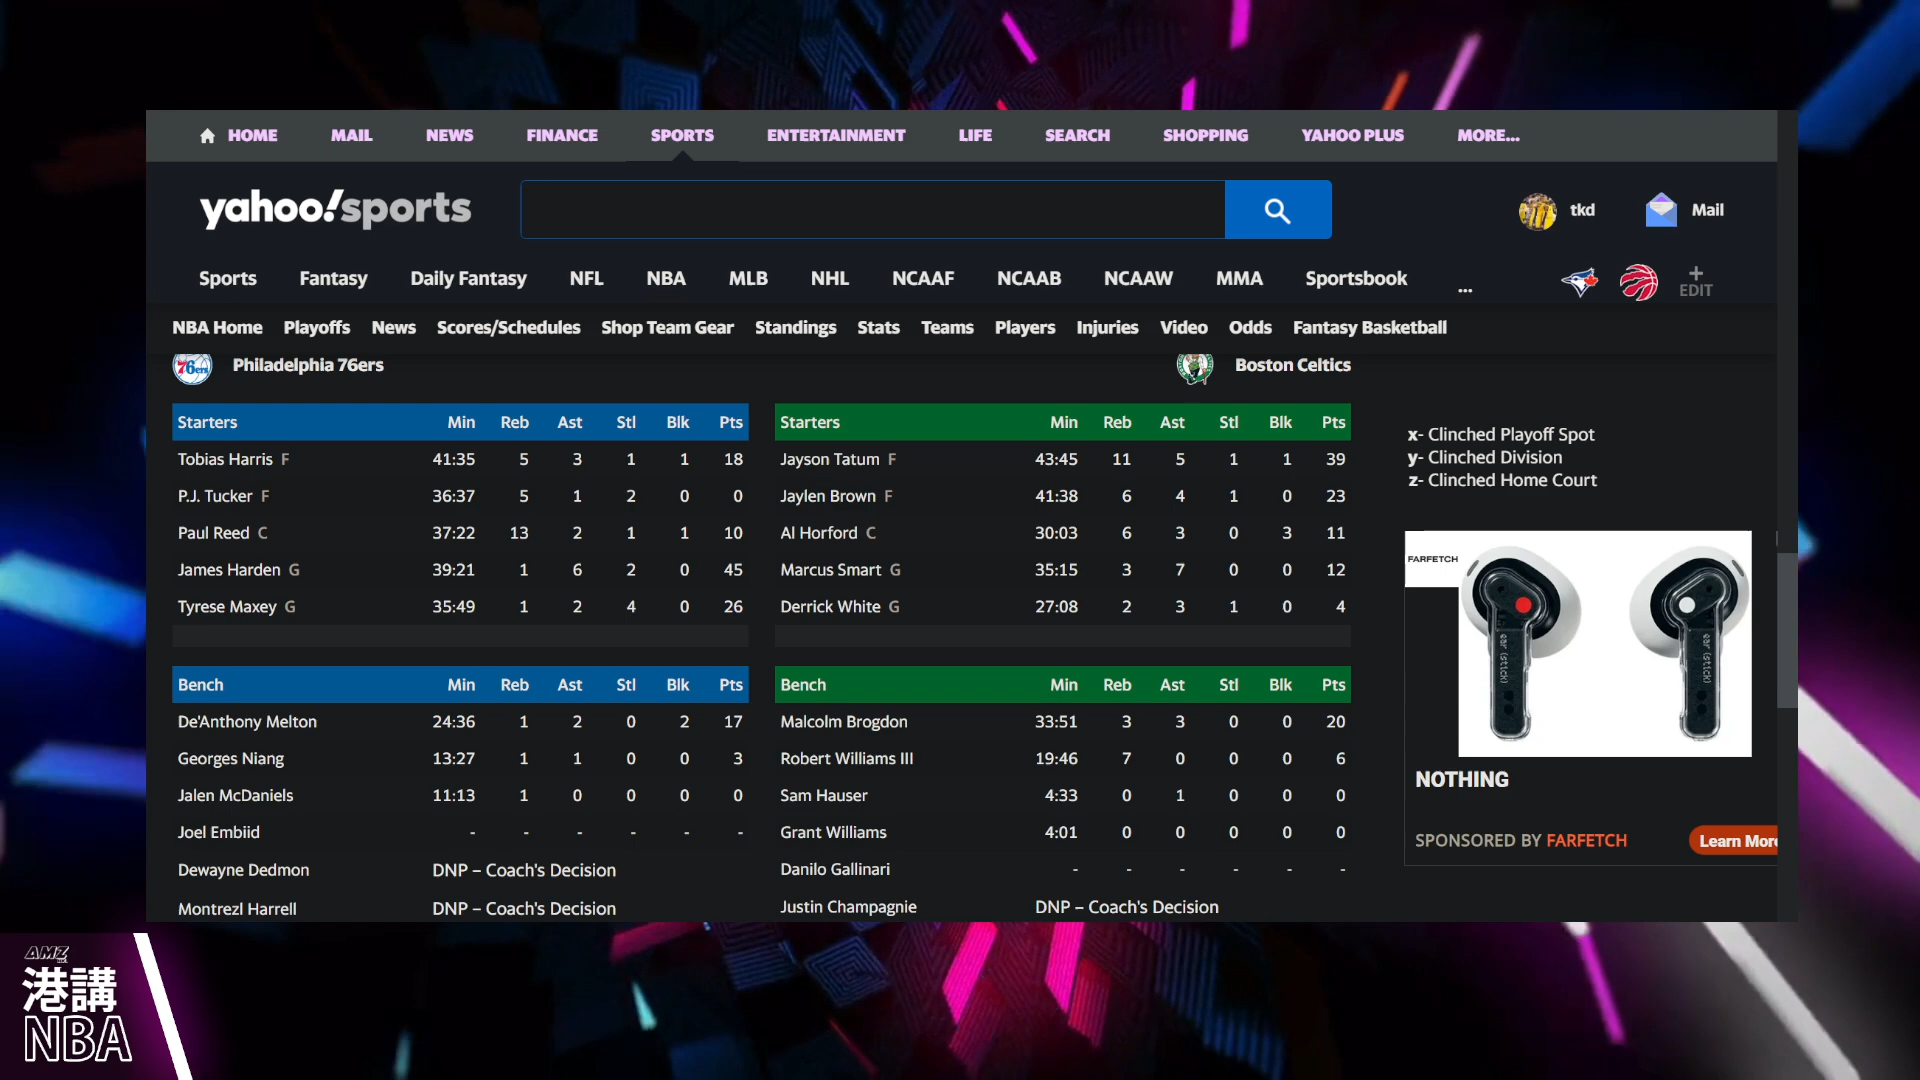 HOME MAIL NEWS FINANCE SPORTS ENTERTAINMENT LIFE SEARCH SHOPPING YAHOO PLUS MORE...
yahoo!sports
tkd Mail
Sports Fantasy Daily Fantasy NFL NBA MLB NHL NCAAF NCAAB NCAAW MMA Sportsbook ...
+
EDIT
NBA Home Playoffs News Scores/Schedules Shop Team Gear Standings Stats Teams Players Injuries Video Odds Fantasy Basketball
76ers Philadelphia 76ers
Starters Min Reb Ast Stl Blk Pts
Tobias Harris F 41:35 5 3 1 1 18
P.J. Tucker F 36:37 5 1 2 0 0
Paul Reed C 37:22 13 2 1 1 10
James Harden G 39:21 1 6 2 0 45
Tyrese Maxey G 35:49 1 2 4 0 26
Bench Min Reb Ast Stl Blk Pts
De'Anthony Melton 24:36 1 2 0 2 17
Georges Niang 13:27 1 1 0 0 3
Jalen McDaniels 11:13 1 0 0 0 0
Joel Embiid - - - - - -
Dewayne Dedmon DNP – Coach's Decision
Montrezl Harrell DNP – Coach's Decision
Boston Celtics
Starters Min Reb Ast Stl Blk Pts
Jayson Tatum F 43:45 11 5 1 1 39
Jaylen Brown F 41:38 6 4 1 0 23
Al Horford C 30:03 6 3 0 3 11
Marcus Smart G 35:15 3 7 0 0 12
Derrick White G 27:08 2 3 1 0 4
Bench Min Reb Ast Stl Blk Pts
Malcolm Brogdon 33:51 3 3 0 0 20
Robert Williams III 19:46 7 0 0 0 6
Sam Hauser 4:33 0 1 0 0 0
Grant Williams 4:01 0 0 0 0 0
Danilo Gallinari - - - - - -
Justin Champagnie DNP – Coach's Decision
x- Clinched Playoff Spot
y- Clinched Division
z- Clinched Home Court
FARFETCH
ear (stick)
ear (stick)
NOTHING
SPONSORED BY FARFETCH Learn More
AMZ
港講
NBA